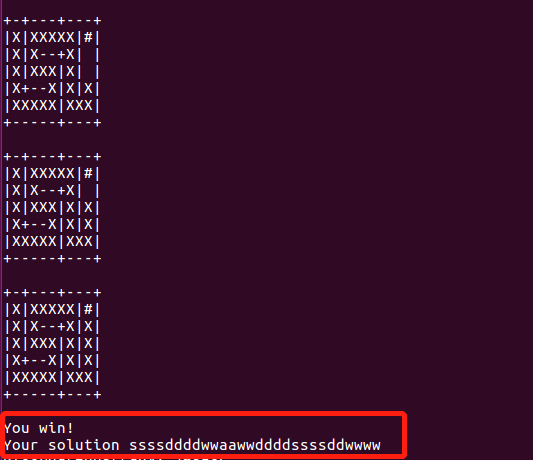 +-+---+---+
|X|XXXXX|#|
|X|X--+X| |
|X|XXX|X| |
|X+--X|X|X|
|XXXXX|XXX|
+-----+---+
+-+---+---+
|X|XXXXX|#|
|X|X--+X| |
|X|XXX|X|X|
|X+--X|X|X|
|XXXXX|XXX|
+-----+---+
+-+---+---+
|X|XXXXX|#|
|X|X--+X|X|
|X|XXX|X|X|
|X+--X|X|X|
|XXXXX|XXX|
+-----+---+
You win!
Your solution ssssddddwwaawwddddssssddwwww